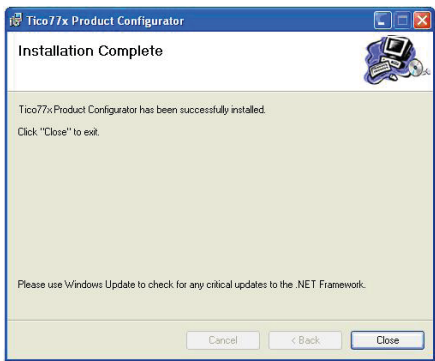 Tico77x Product Configurator
Installation Complete
Tico77x Product Configurator has been successfully installed.
Click "Close" to exit.
Please use Windows Update to check for any critical updates to the .NET Framework.
Cancel
< Back
Close